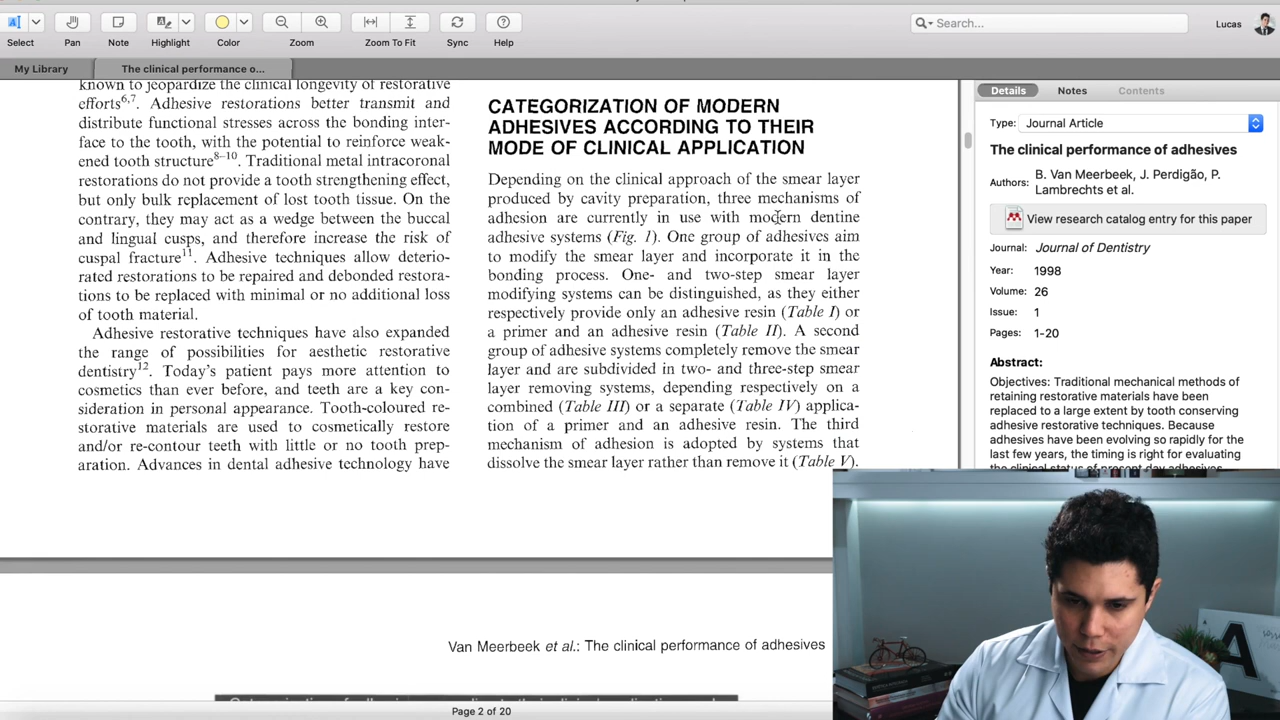 Select
Pan
Note
Highlight
Color
Zoom
Zoom To Fit
Sync
Help
Search...
Lucas
My Library
The clinical performance o...
known to jeopardize the clinical longevity of restorative
efforts6,7. Adhesive restorations better transmit and
distribute functional stresses across the bonding inter-
face to the tooth, with the potential to reinforce weak-
ened tooth structure8–10. Traditional metal intracoronal
restorations do not provide a tooth strengthening effect,
but only bulk replacement of lost tooth tissue. On the
contrary, they may act as a wedge between the buccal
and lingual cusps, and therefore increase the risk of
cuspal fracture11. Adhesive techniques allow deterio-
rated restorations to be repaired and debonded restora-
tions to be replaced with minimal or no additional loss
of tooth material.
Adhesive restorative techniques have also expanded
the range of possibilities for aesthetic restorative
dentistry12. Today's patient pays more attention to
cosmetics than ever before, and teeth are a key con-
sideration in personal appearance. Tooth-coloured re-
storative materials are used to cosmetically restore
and/or re-contour teeth with little or no tooth prep-
aration. Advances in dental adhesive technology have
CATEGORIZATION OF MODERN
ADHESIVES ACCORDING TO THEIR
MODE OF CLINICAL APPLICATION
Depending on the clinical approach of the smear layer
produced by cavity preparation, three mechanisms of
adhesion are currently in use with modern dentine
adhesive systems (Fig. 1). One group of adhesives aim
to modify the smear layer and incorporate it in the
bonding process. One- and two-step smear layer
modifying systems can be distinguished, as they either
respectively provide only an adhesive resin (Table I) or
a primer and an adhesive resin (Table II). A second
group of adhesive systems completely remove the smear
layer and are subdivided in two- and three-step smear
layer removing systems, depending respectively on a
combined (Table III) or a separate (Table IV) applica-
tion of a primer and an adhesive resin. The third
mechanism of adhesion is adopted by systems that
dissolve the smear layer rather than remove it (Table V).
Van Meerbeek et al.: The clinical performance of adhesives
Page 2 of 20
Details
Notes
Contents
Type: Journal Article
The clinical performance of adhesives
Authors: B. Van Meerbeek, J. Perdigão, P.
Lambrechts et al.
View research catalog entry for this paper
Journal: Journal of Dentistry
Year: 1998
Volume: 26
Issue: 1
Pages: 1-20
Abstract:
Objectives: Traditional mechanical methods of
retaining restorative materials have been
replaced to a large extent by tooth conserving
adhesive restorative techniques. Because
adhesives have been evolving so rapidly for the
last few years, the timing is right for evaluating
the clinical status of present-day adhesives
A